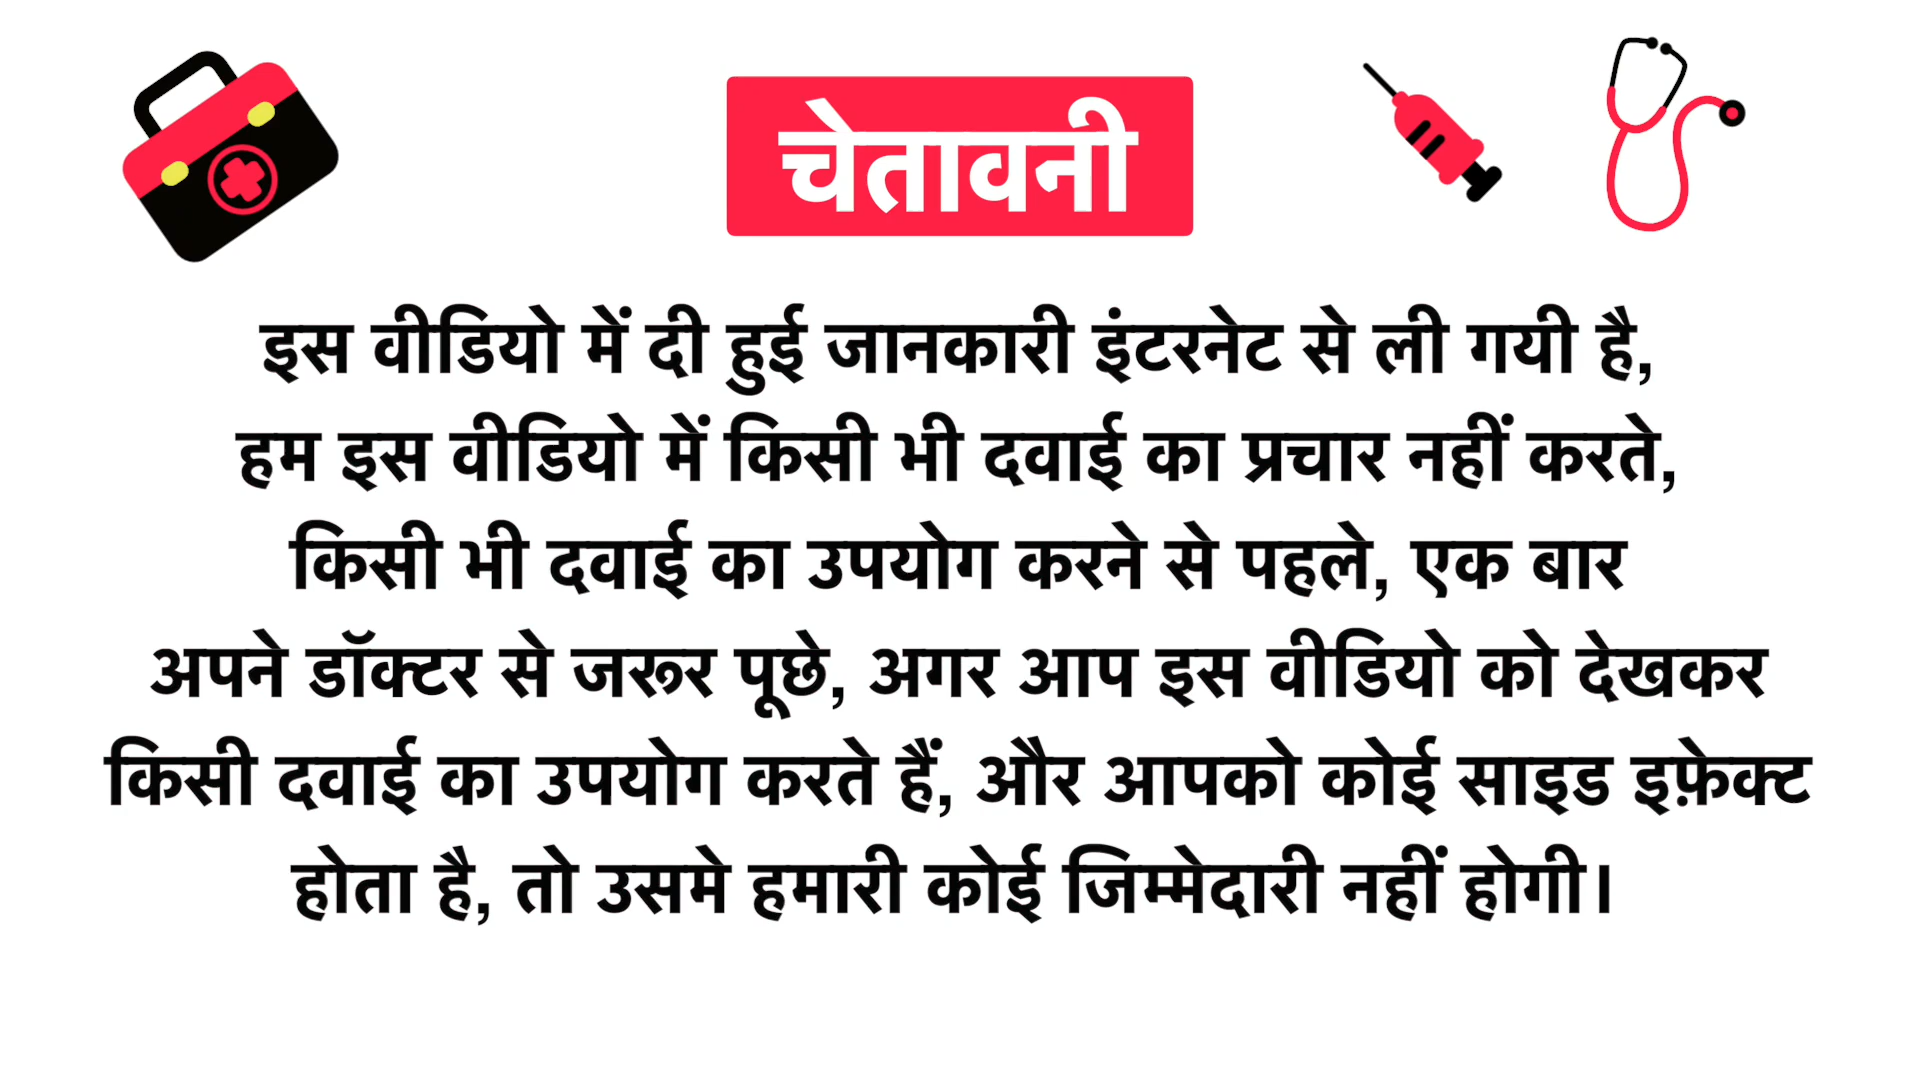 चेतावनी
इस वीडियो में दी हुई जानकारी इंटरनेट से ली गयी है,
हम इस वीडियो में किसी भी दवाई का प्रचार नहीं करते,
किसी भी दवाई का उपयोग करने से पहले, एक बार
अपने डॉक्टर से जरूर पूछे, अगर आप इस वीडियो को देखकर
किसी दवाई का उपयोग करते हैं, और आपको कोई साइड इफ़ेक्ट
होता है, तो उसमे हमारी कोई जिम्मेदारी नहीं होगी।